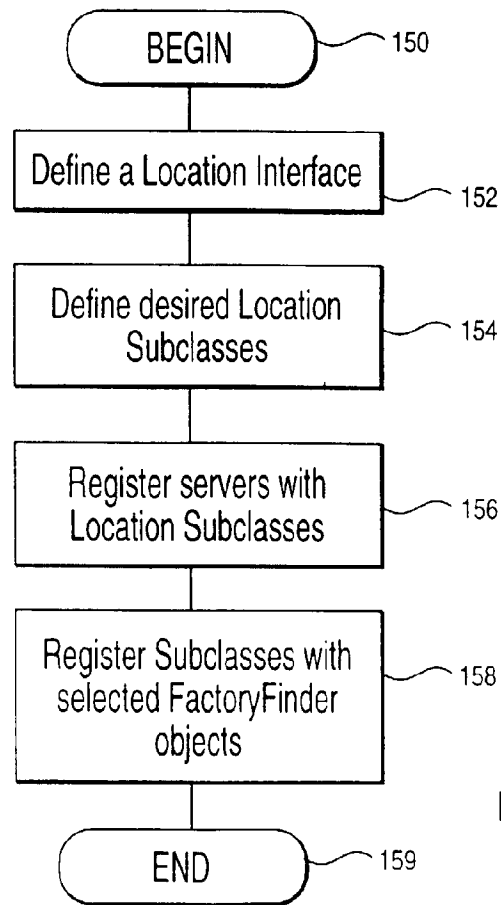 BEGIN
150
Define a Location Interface
152
Define desired Location
Subclasses
154
Register servers with
Location Subclasses
156
Register Subclasses with
selected FactoryFinder
objects
158
END
159